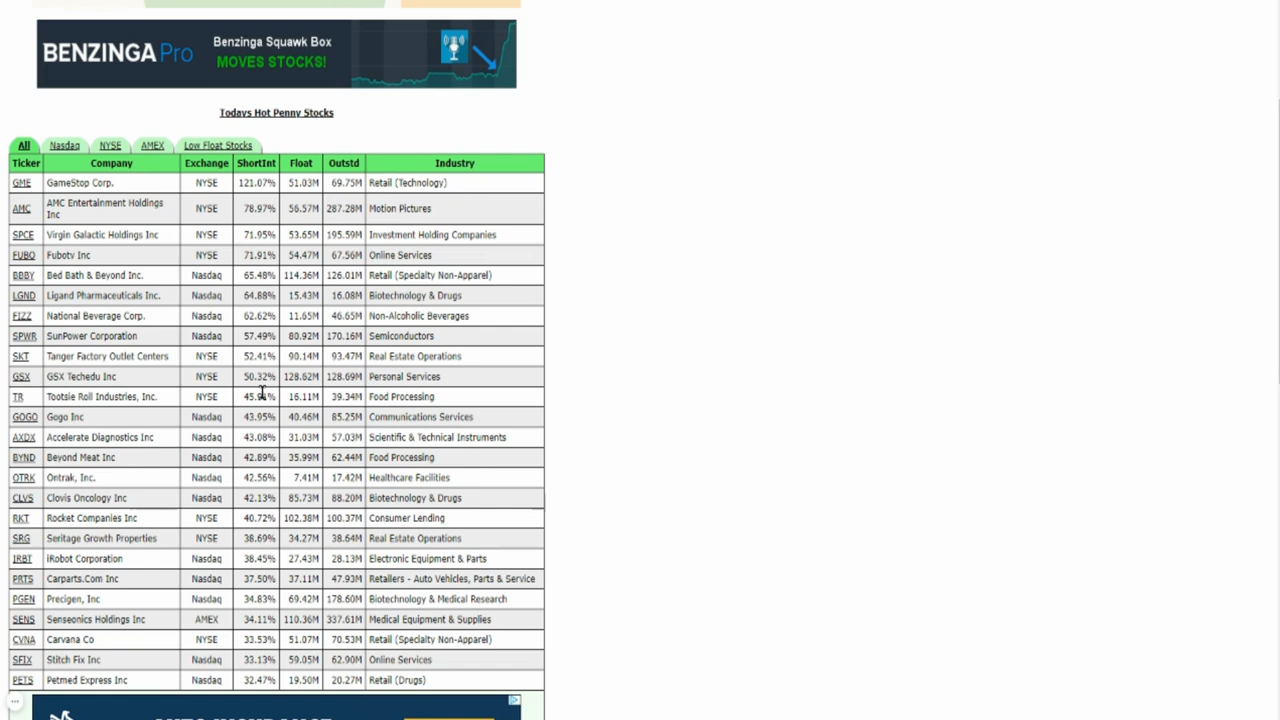 BENZINGA Pro
Benzinga Squawk Box
MOVES STOCKS!
Todays Hot Penny Stocks
All Nasdaq NYSE AMEX Low Float Stocks
Ticker Company Exchange ShortInt Float Outstd Industry
GME GameStop Corp. NYSE 121.07% 51.03M 69.75M Retail (Technology)
AMC AMC Entertainment Holdings Inc NYSE 78.97% 56.57M 287.28M Motion Pictures
SPCE Virgin Galactic Holdings Inc NYSE 71.95% 53.65M 195.59M Investment Holding Companies
FUBO Fubotv Inc NYSE 71.91% 54.47M 67.56M Online Services
BBBY Bed Bath & Beyond Inc. Nasdaq 65.48% 114.36M 126.01M Retail (Specialty Non-Apparel)
LGND Ligand Pharmaceuticals Inc. Nasdaq 64.88% 15.43M 16.08M Biotechnology & Drugs
FIZZ National Beverage Corp. Nasdaq 62.62% 11.65M 46.65M Non-Alcoholic Beverages
SPWR SunPower Corporation Nasdaq 57.49% 80.92M 170.16M Semiconductors
SKT Tanger Factory Outlet Centers NYSE 52.41% 90.14M 93.47M Real Estate Operations
GSX GSX Techedu Inc NYSE 50.32% 128.62M 128.69M Personal Services
TR Tootsie Roll Industries, Inc. NYSE 16.11M 39.34M Food Processing
GOGO Gogo Inc Nasdaq 43.95% 40.46M 85.25M Communications Services
AXDX Accelerate Diagnostics Inc Nasdaq 43.08% 31.03M 57.03M Scientific & Technical Instruments
BYND Beyond Meat Inc Nasdaq 42.89% 35.99M 62.44M Food Processing
OTRK Ontrak, Inc. Nasdaq 42.56% 7.41M 17.42M Healthcare Facilities
CLVS Clovis Oncology Inc Nasdaq 42.13% 85.73M 88.20M Biotechnology & Drugs
RKT Rocket Companies Inc NYSE 40.72% 102.38M 100.37M Consumer Lending
SRG Seritage Growth Properties NYSE 38.69% 34.27M 38.64M Real Estate Operations
IRBT iRobot Corporation Nasdaq 38.45% 27.43M 28.13M Electronic Equipment & Parts
PRTS Carparts.Com Inc Nasdaq 37.50% 37.11M 47.93M Retailers - Auto Vehicles, Parts & Service
PGEN Precigen, Inc Nasdaq 34.83% 69.42M 178.60M Biotechnology & Medical Research
SENS Senseonics Holdings Inc AMEX 34.11% 110.36M 337.61M Medical Equipment & Supplies
CVNA Carvana Co NYSE 33.53% 51.07M 70.53M Retail (Specialty Non-Apparel)
SFIX Stitch Fix Inc Nasdaq 33.13% 59.05M 62.90M Online Services
PETS Petmed Express Inc Nasdaq 32.47% 19.50M 20.27M Retail (Drugs)